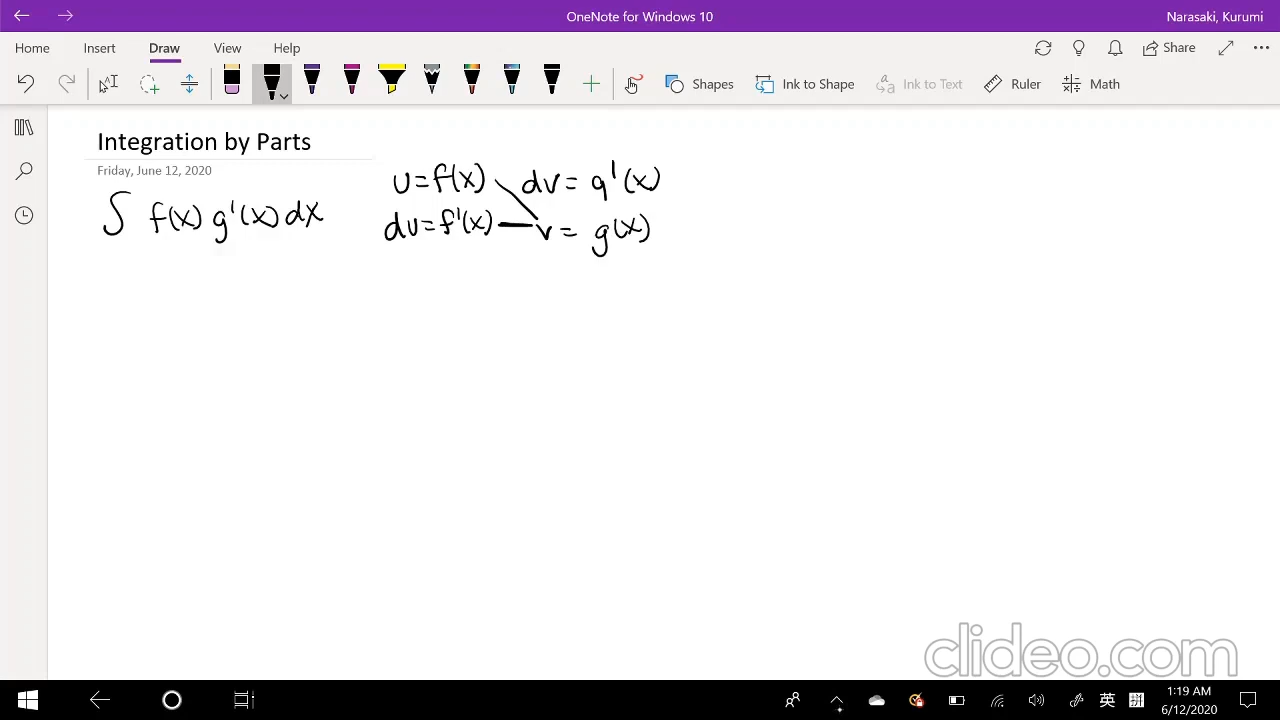 OneNote for Windows 10
Narasaki, Kurumi
Home Insert Draw View Help
Share
Shapes Ink to Shape Ink to Text Ruler Math
Integration by Parts
Friday, June 12, 2020
u=f(x) dv= g'(x)
∫ f(x) g'(x) dx
du=f'(x) v= g(x)
clideo.com
英 拼 1:19 AM
6/12/2020